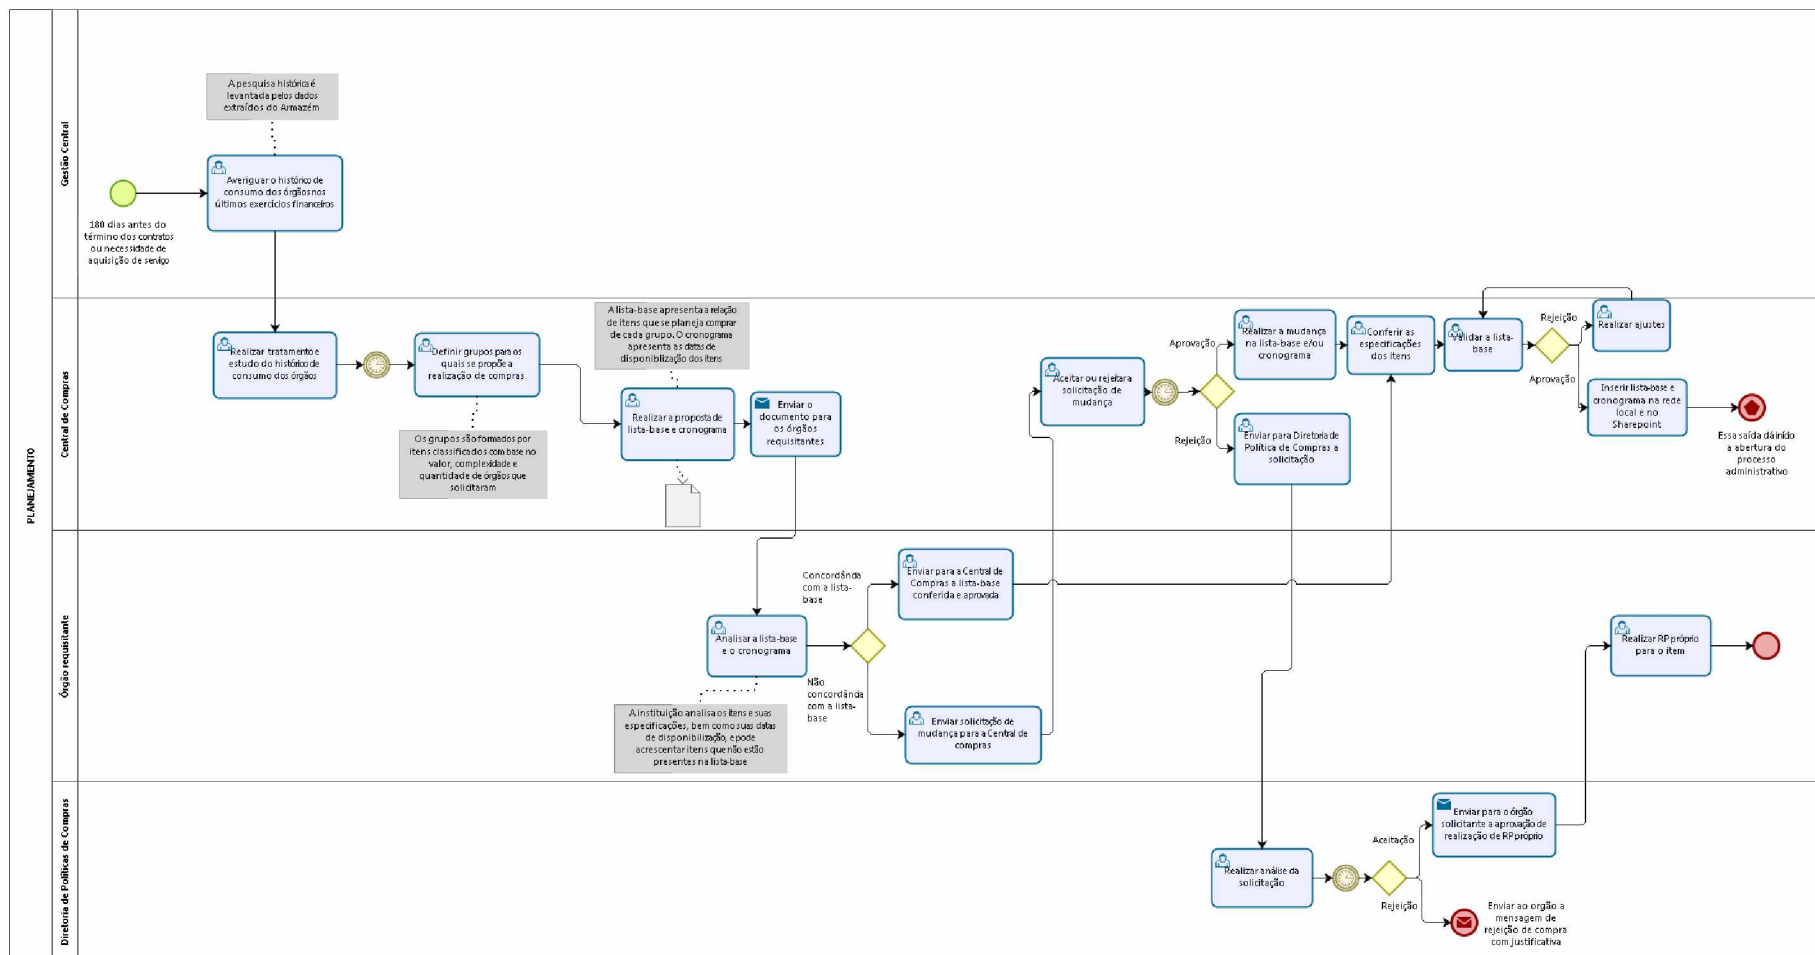 PLANEJAMENTO
Gestão Central
A pesquisa histórica é
levantada pelos dados
extraídos do Armazém
Averiguar o histórico de
consumo dos órgãos nos
últimos exercícios financeiros
180 dias antes do
término dos contratos
ou necessidade de
aquisição de serviço
Central de Compras
Realizar tratamento e
estudo do histórico de
consumo dos órgãos
Definir grupos para os
quais se propõe a
realização de compras
Os grupos são formados por
itens classificados com base no
valor, complexidade e
quantidade de órgãos que
solicitaram
A lista-base apresenta a relação
de itens que se planeja comprar
de cada grupo. O cronograma
apresenta as datas de
disponiblização dos itens
Realizar a proposta de
lista-base e cronograma
Enviar o
documento para
os órgãos
requisitantes
Aceitar ou rejeitar a
solicitação de
mudança
Aprovação
Rejeição
Realizar a mudança
na lista-base e/ou
cronograma
Enviar para Diretoria de
Política de Compras a
solicitação
Conferir as
especificações
dos itens
Validar a lista-
base
Rejeição
Aprovação
Realizar ajustes
Inserir lista-base e
cronograma na rede
local e no
Sharepoint
Essa saída dá inído
a abertura do
processo
administrativo
Órgão requisitante
Analisar a lista-base
e o cronograma
A instituição analisa os itens e suas
especificações, bem como suas datas
de disponibilização, e pode
acrescentar itens que não estão
presentes na lista-base
Concordância
com a lista-
base
Não
concordância
com a lista-
base
Enviar para a Central de
Compras a lista-base
conferida e aprovada
Enviar solicitação de
mudança para a Central de
compras
Realizar RP próprio
para o item
Diretoria de Políticas de Compras
Realizar análise da
solicitação
Aceitação
Rejeição
Enviar para o órgão
solicitante a aprovação de
realização de RP próprio
Enviar ao orgão a
mensagem de
rejeição de compra
com justificativa